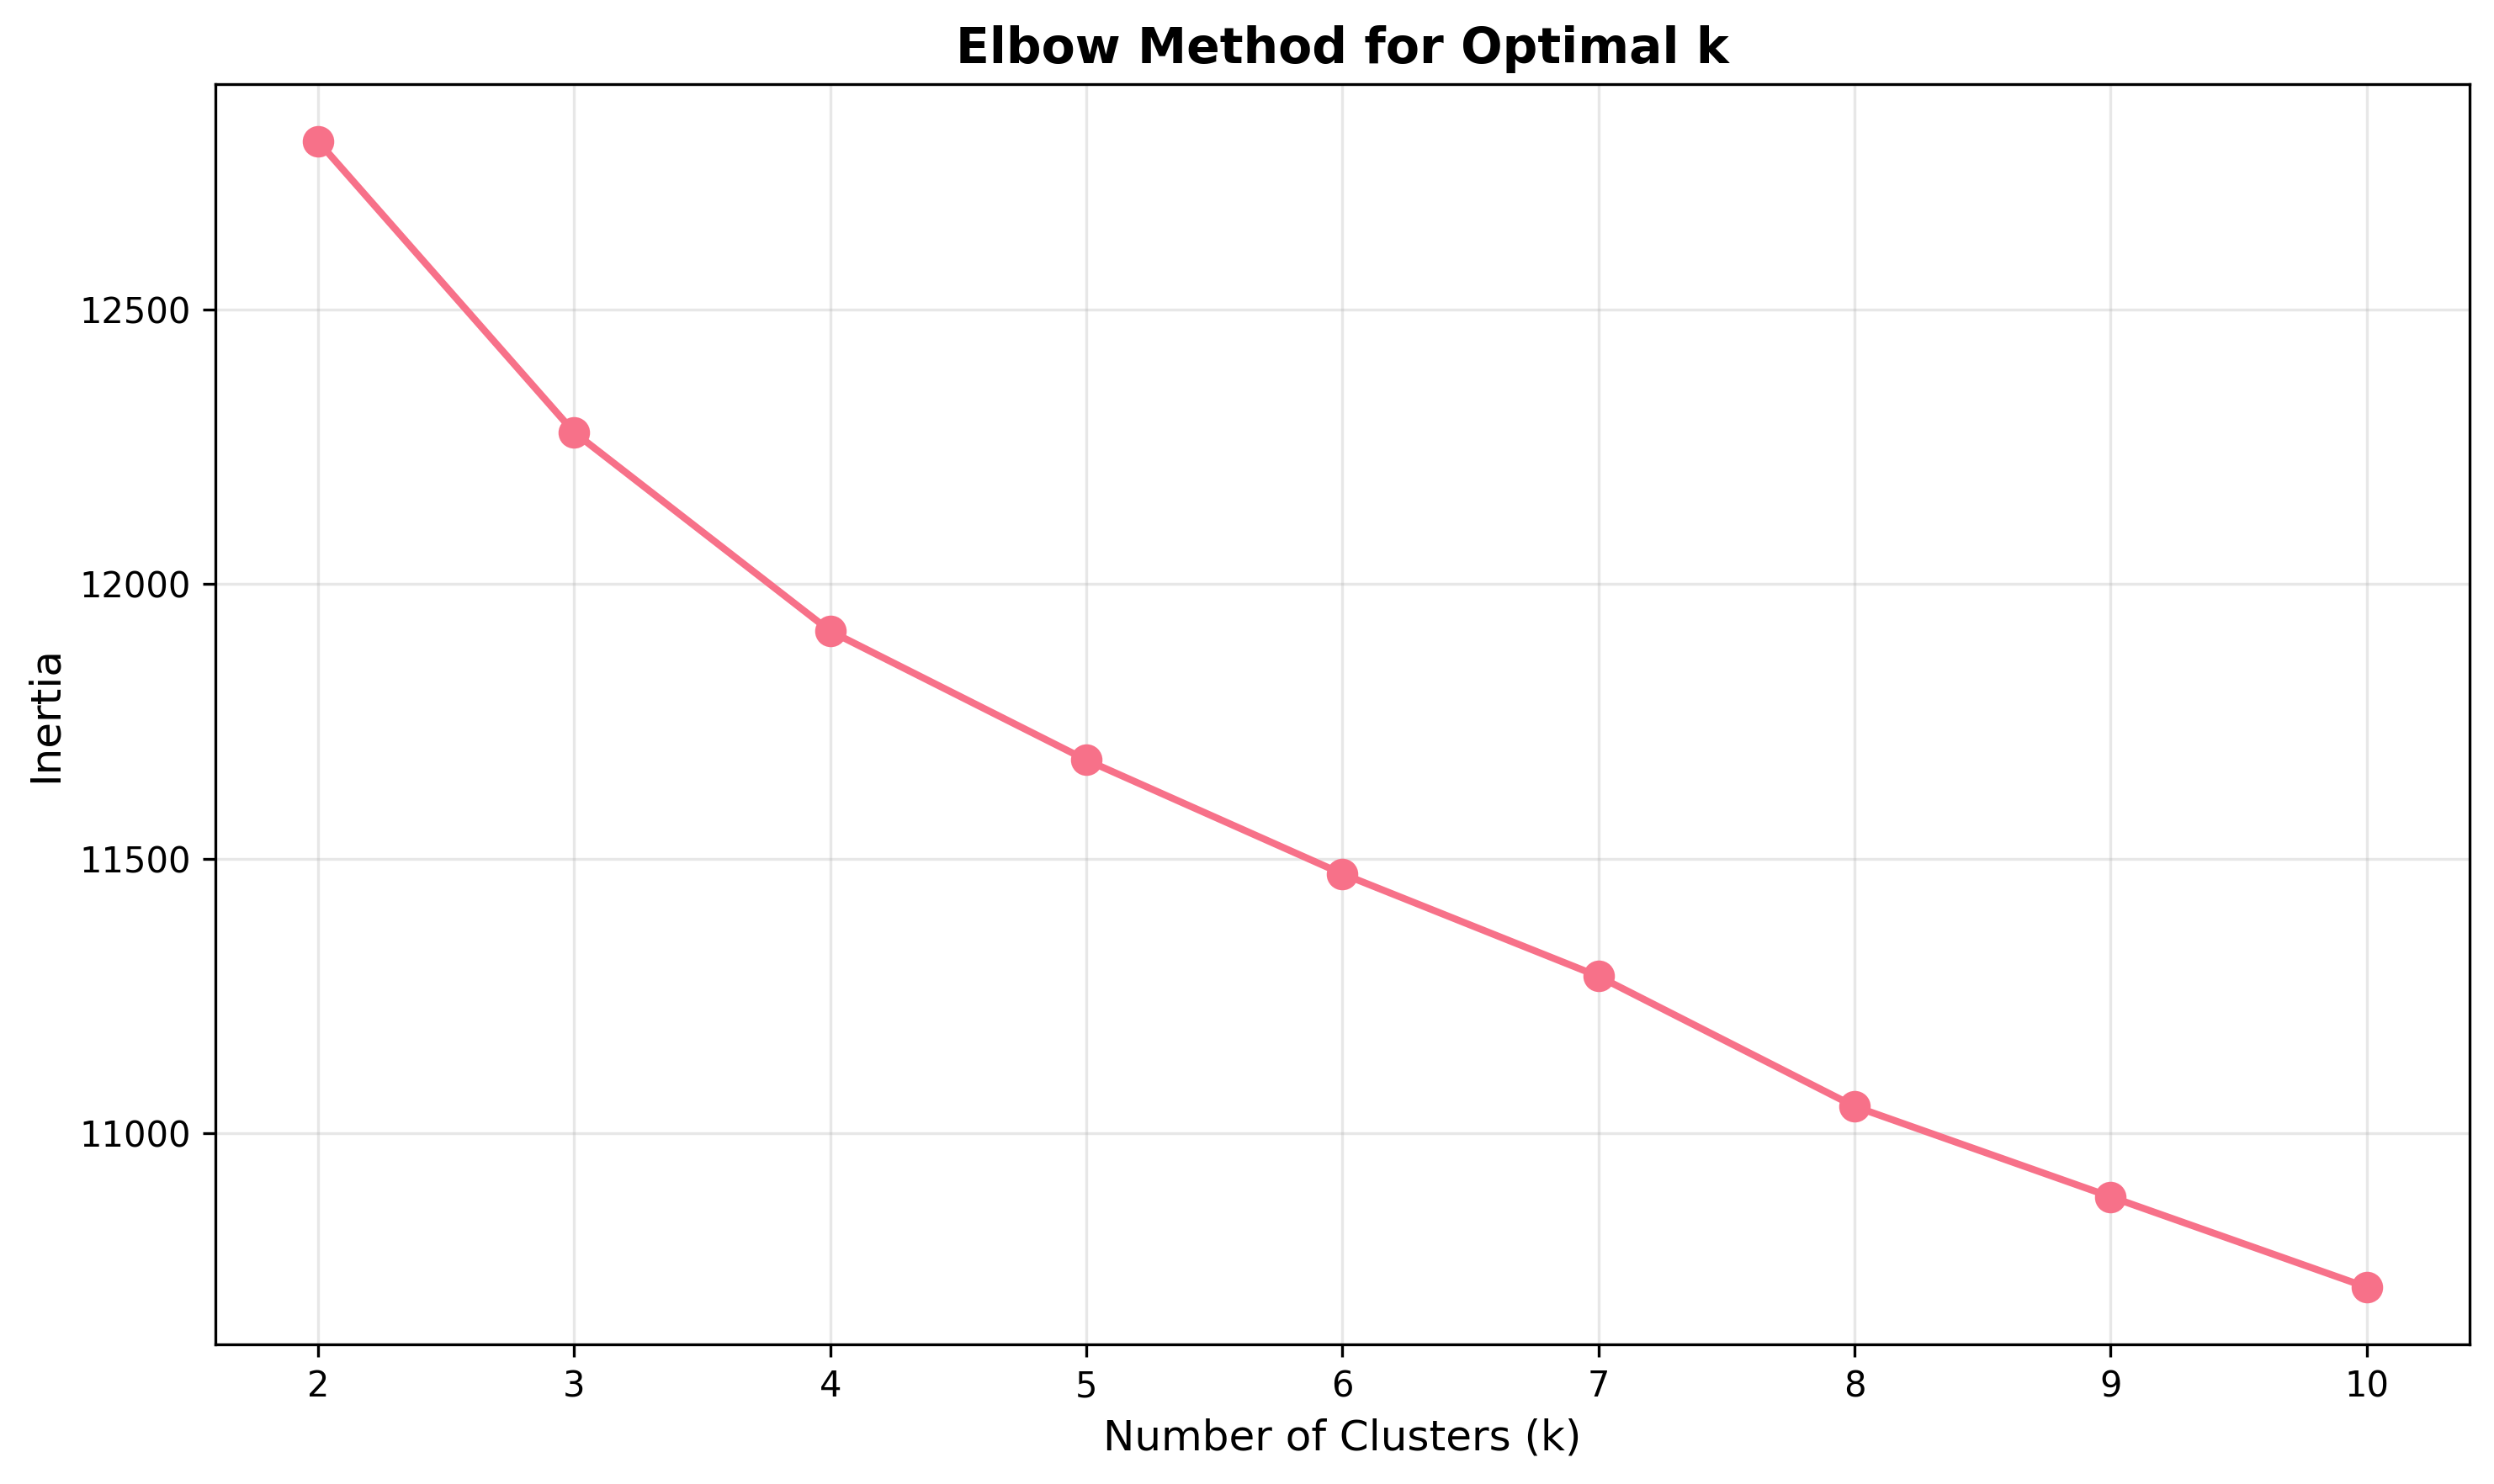 Elbow Method for Optimal k
Inertia
12500
12000
11500
11000
2 3 4 5 6 7 8 9 10
Number of Clusters (k)